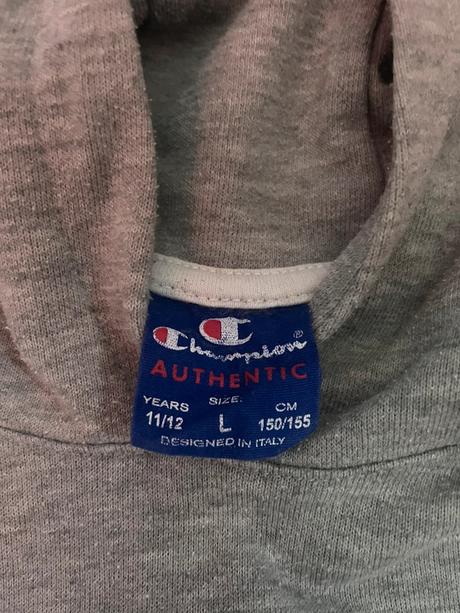 Champion®
AUTHENTIC
YEARS SIZE: CM
11/12 L 150/155
DESIGNED IN ITALY